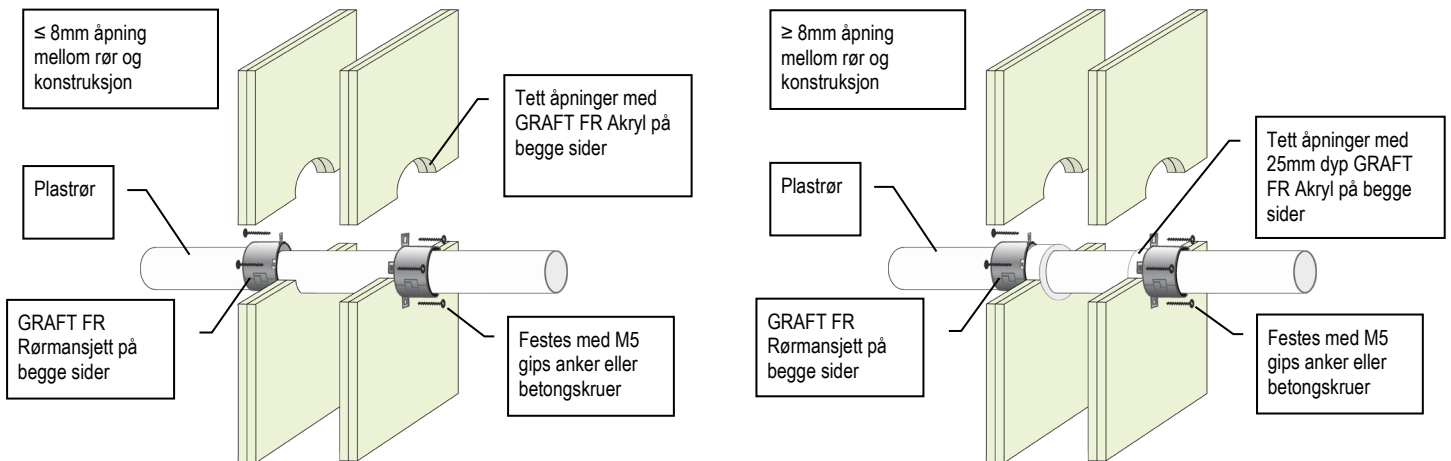 ≤ 8mm åpning
mellom rør og
konstruksjon
Tett åpninger med
GRAFT FR Akryl på
begge sider
Plastrør
GRAFT FR
Rørmansjett på
begge sider
Festes med M5
gips anker eller
betongskruer
≥ 8mm åpning
mellom rør og
konstruksjon
Tett åpninger med
25mm dyp GRAFT
FR Akryl på begge
sider
Plastrør
GRAFT FR
Rørmansjett på
begge sider
Festes med M5
gips anker eller
betongskruer